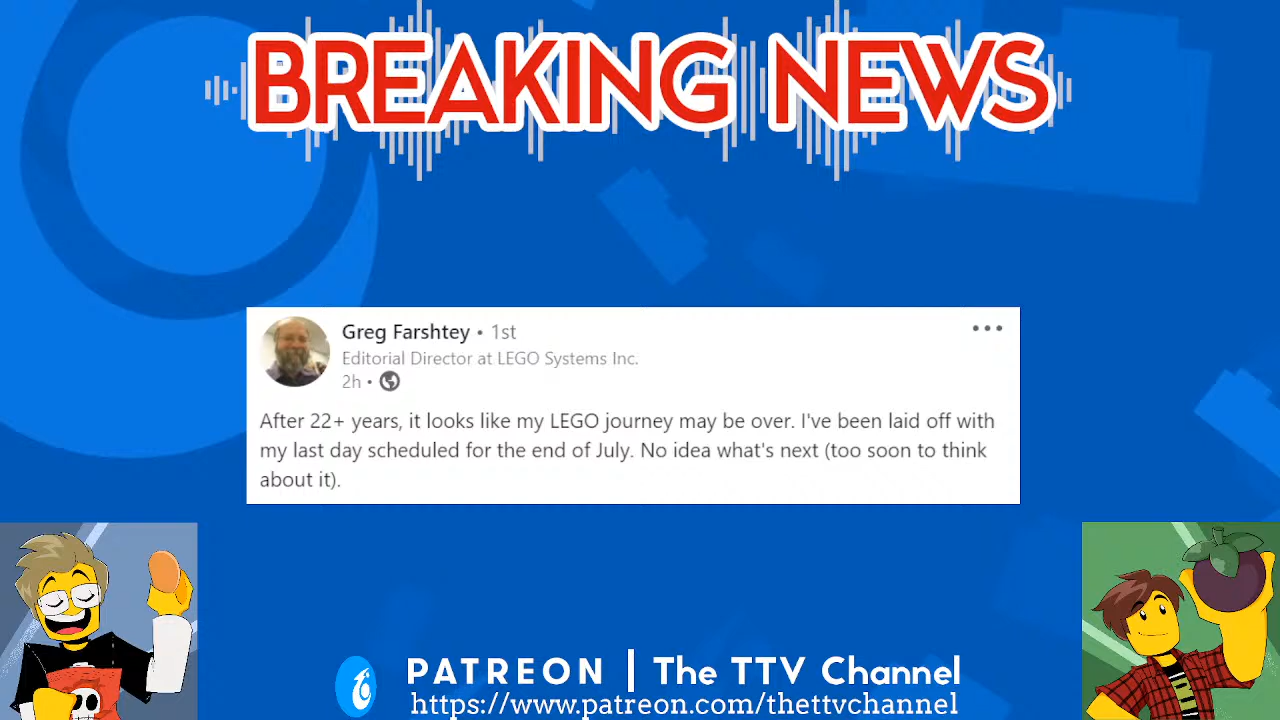 BREAKING NEWS
Greg Farshtey • 1st
Editorial Director at LEGO Systems Inc.
2h •
After 22+ years, it looks like my LEGO journey may be over. I've been laid off with
my last day scheduled for the end of July. No idea what's next (too soon to think
about it).
PATREON | The TTV Channel
https://www.patreon.com/thettvchannel